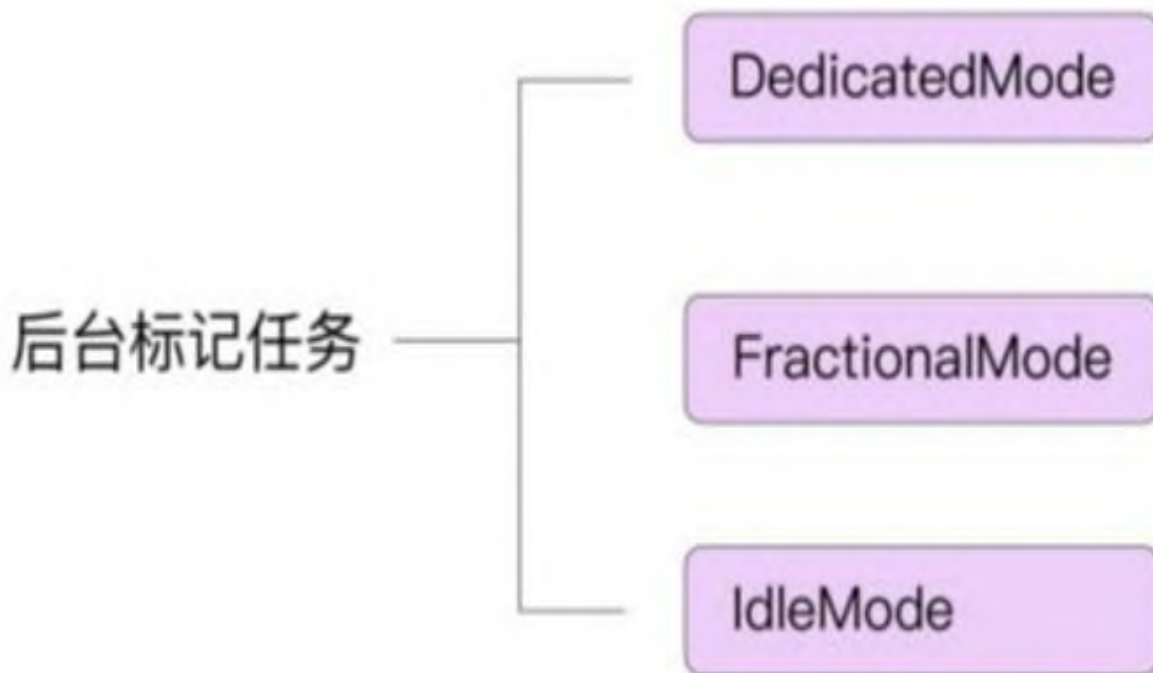 DedicatedMode
后台标记任务
FractionalMode
IdleMode